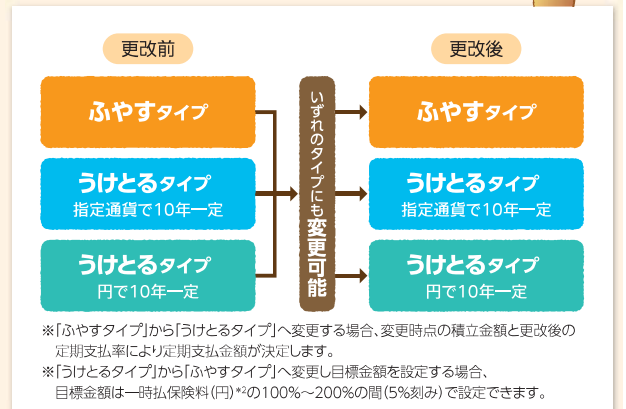 更改前
更改後
ふやすタイプ
いずれのタイプにも変更可能
ふやすタイプ
うけとるタイプ
指定通貨で10年一定
うけとるタイプ
指定通貨で10年一定
うけとるタイプ
円で10年一定
うけとるタイプ
円で10年一定
※「ふやすタイプ」から「うけとるタイプ」へ変更する場合、変更時点の積立金額と更改後の
定期支払率により定期支払金額が決定します。
※「うけとるタイプ」から「ふやすタイプ」へ変更し目標金額を設定する場合、
目標金額は一時払保険料(円)*2の100%~200%の間(5%刻み)で設定できます。